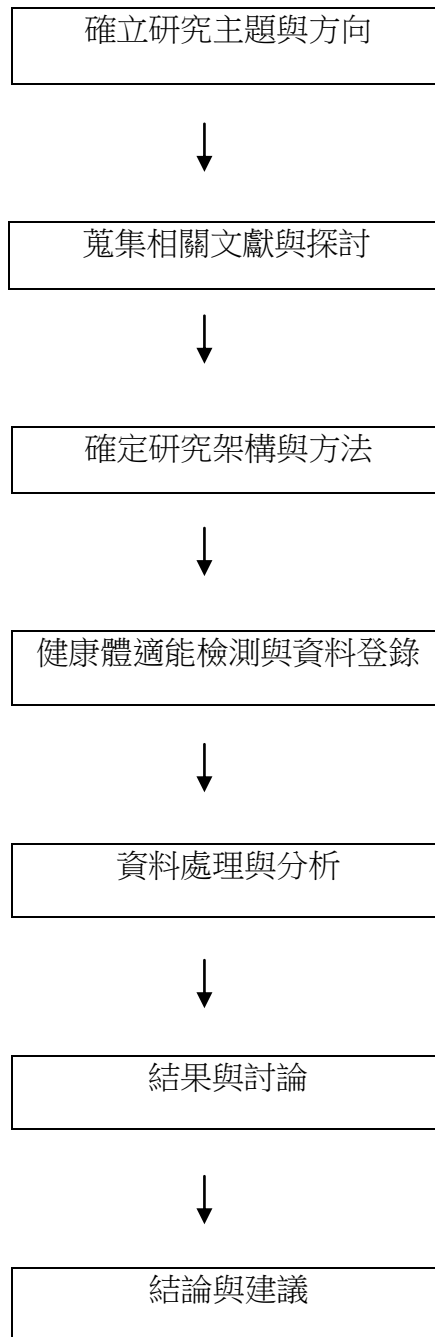 確立研究主題與方向
蒐集相關文獻與探討
確定研究架構與方法
健康體適能檢測與資料登錄
資料處理與分析
結果與討論
結論與建議